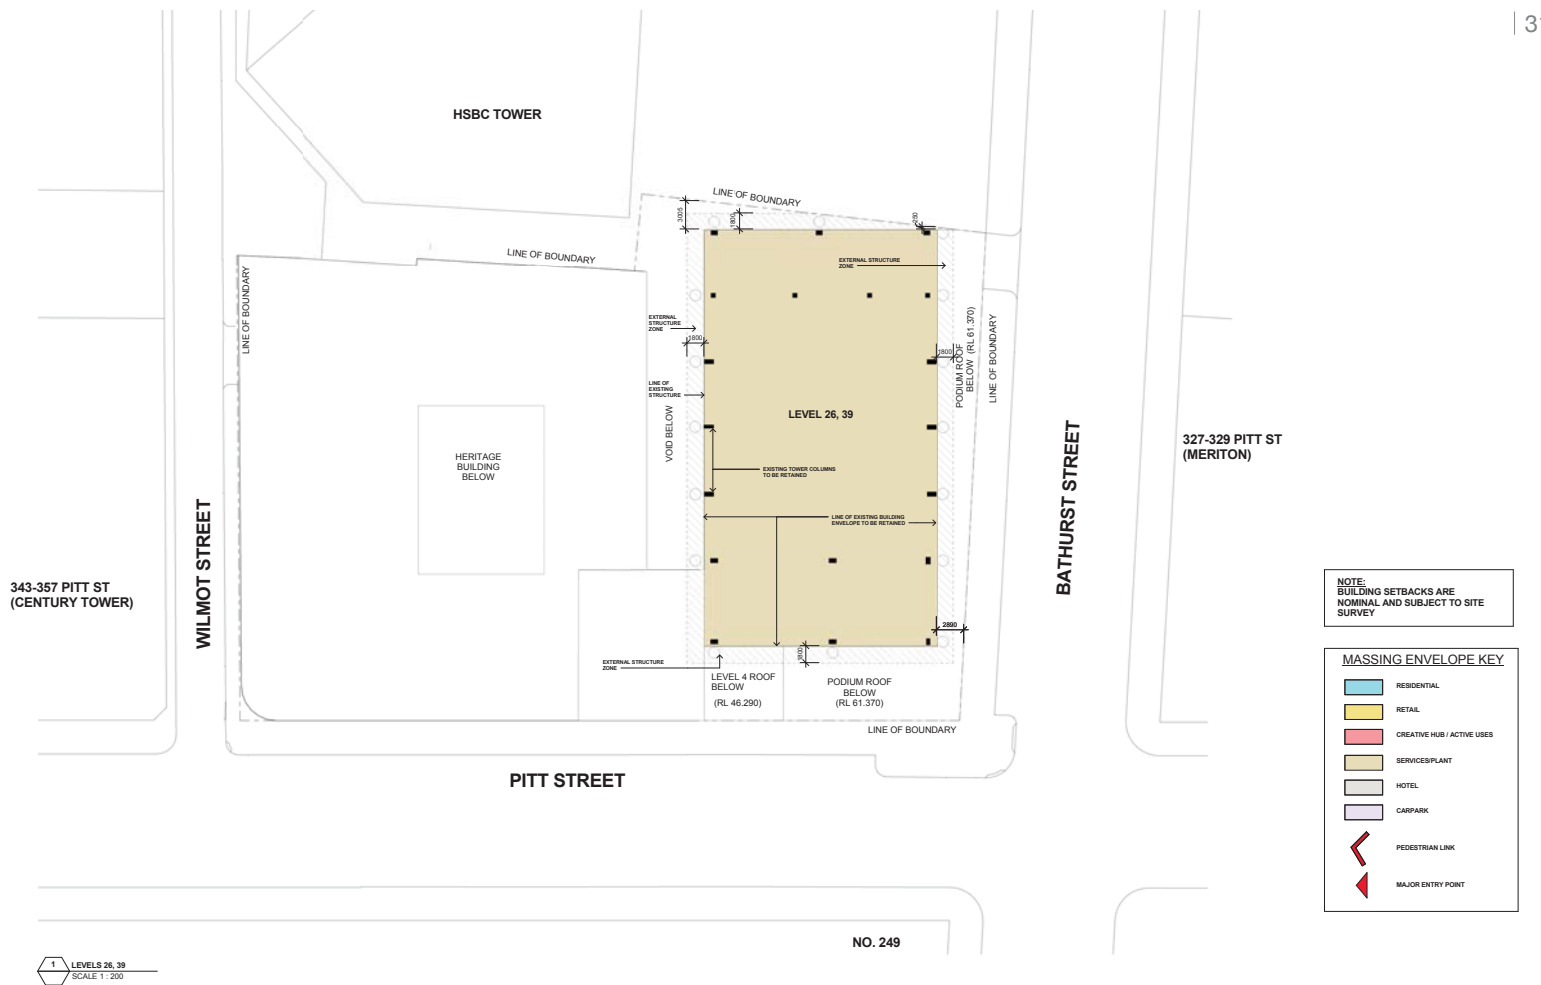 31
HSBC TOWER
LINE OF BOUNDARY
3005
1800
250
LINE OF BOUNDARY
LINE OF BOUNDARY
EXTERNAL STRUCTURE
ZONE
EXTERNAL
STRUCTURE
ZONE
1800
1800
PODIUM ROOF
BELOW (RL 61.370)
LINE OF BOUNDARY
LINE OF
EXISTING
STRUCTURE
VOID BELOW
LEVEL 26, 39
HERITAGE
BUILDING
BELOW
EXISTING TOWER COLUMNS
TO BE RETAINED
LINE OF EXISTING BUILDING
ENVELOPE TO BE RETAINED
327-329 PITT ST
(MERITON)
BATHURST STREET
WILMOT STREET
343-357 PITT ST
(CENTURY TOWER)
2890
1800
EXTERNAL STRUCTURE
ZONE
LEVEL 4 ROOF
BELOW
(RL 46.290)
PODIUM ROOF
BELOW
(RL 61.370)
LINE OF BOUNDARY
PITT STREET
NO. 249
NOTE:
BUILDING SETBACKS ARE
NOMINAL AND SUBJECT TO SITE
SURVEY
MASSING ENVELOPE KEY
RESIDENTIAL
RETAIL
CREATIVE HUB / ACTIVE USES
SERVICES/PLANT
HOTEL
CARPARK
PEDESTRIAN LINK
MAJOR ENTRY POINT
1
LEVELS 26, 39
SCALE 1 : 200